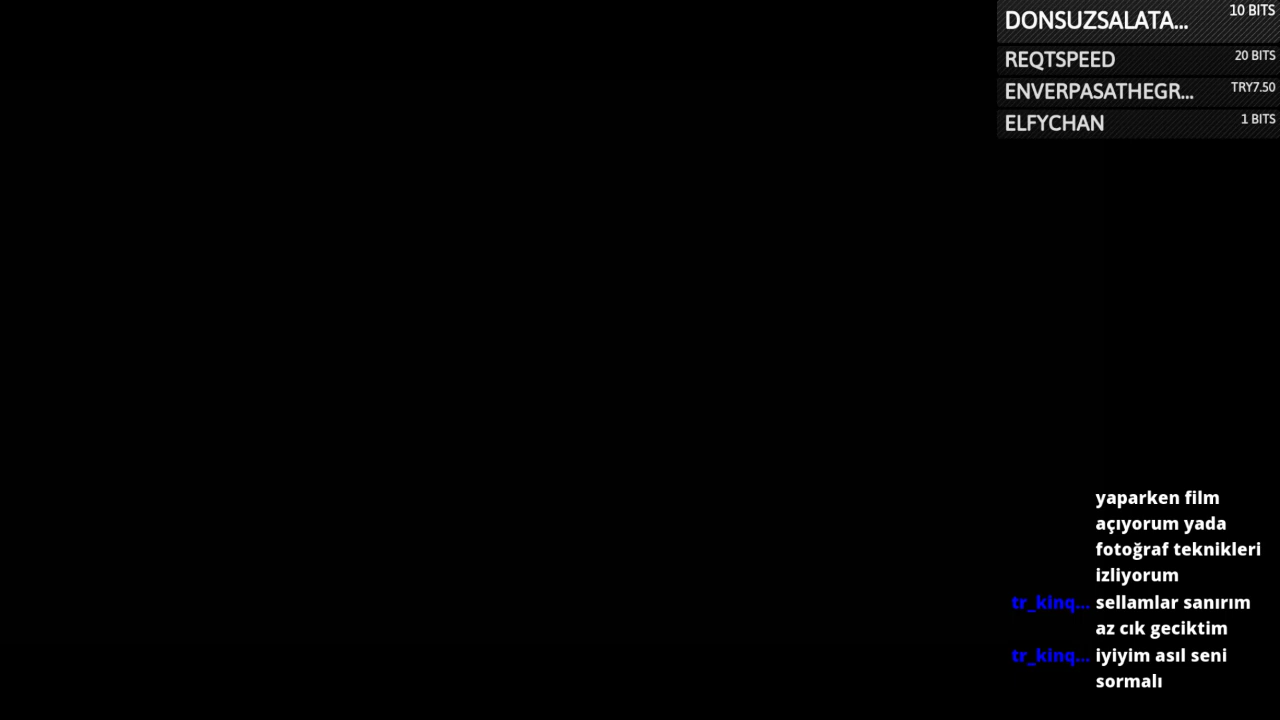 DONSUZSALATA... 10 BITS
REQTSPEED 20 BITS
ENVERPASATHEGR... TRY7.50
ELFYCHAN 1 BITS
yaparken film
açıyorum yada
fotoğraf teknikleri
izliyorum
tr_kinq... sellamlar sanırım
az cık geciktim
tr_kinq... iyiyim asıl seni
sormalı